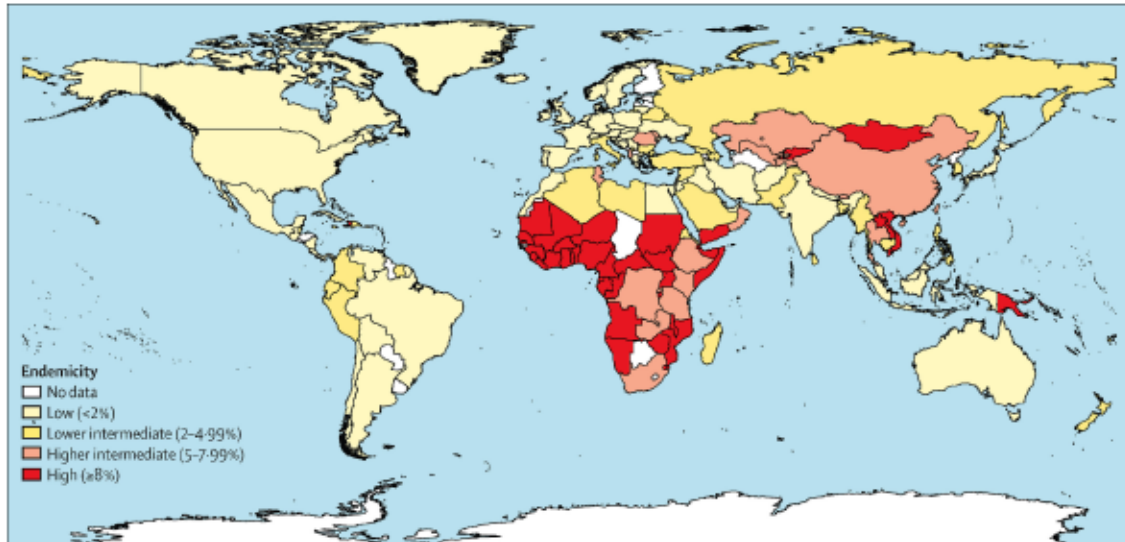 Endemicity
No data
Low (<2%)
Lower intermediate (2–4·99%)
Higher intermediate (5–7·99%)
High (≥8%)